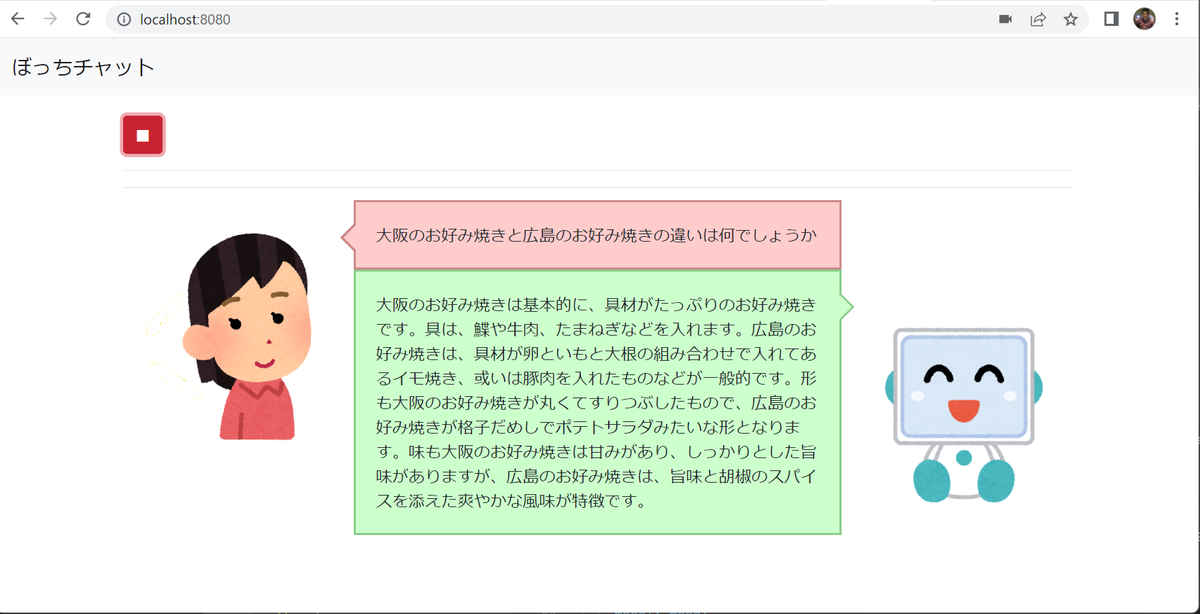 localhost:8080
ぼっちチャット
大阪のお好み焼きと広島のお好み焼きの違いは何でしょうか
大阪のお好み焼きは基本的に、具材がたっぷりのお好み焼き
です。具は、鰈や牛肉、たまねぎなどを入れます。広島のお
好み焼きは、具材が卵といもと大根の組み合わせで入れてあ
るイモ焼き、或いは豚肉を入れたものなどが一般的です。形
も大阪のお好み焼きが丸くてすりつぶしたもので、広島のお
好み焼きが格子だめしでポテトサラダみたいな形となりま
す。味も大阪のお好み焼きは甘みがあり、しっかりとした旨
味がありますが、広島のお好み焼きは、旨味と胡椒のスパイ
スを添えた爽やかな風味が特徴です。